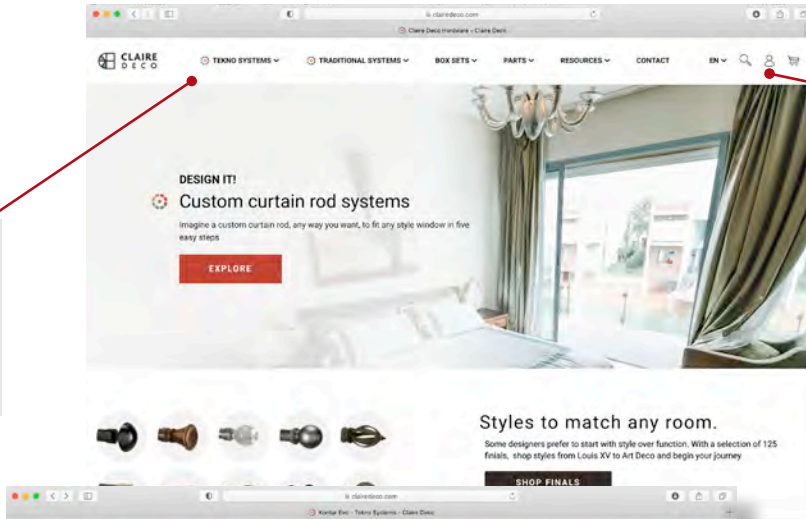 clairedeco.com
Claire Deco Hardware - Claire Deco
CLAIRE
DECO
TEKNO SYSTEMS
TRADITIONAL SYSTEMS
BOX SETS
PARTS
RESOURCES
CONTACT
EN
DESIGN IT!
Custom curtain rod systems
Imagine a custom curtain rod, any way you want, to fit any style window in five
easy steps
EXPLORE
Styles to match any room.
Some designers prefer to start with style over function. With a selection of 125
finials, shop styles from Louis XV to Art Deco and begin your journey
SHOP FINALS
clairedeco.com
Kontur Evo - Tekno Systems - Claire Deco